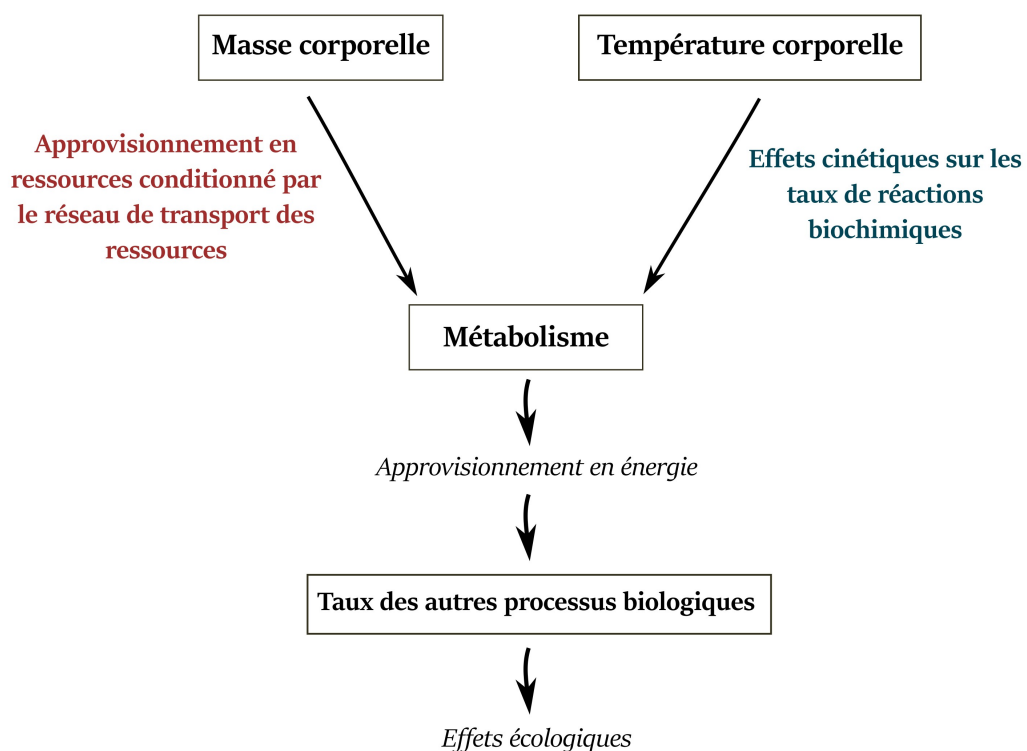 Masse corporelle
Température corporelle
Approvisionnement en
ressources conditionné par
le réseau de transport des
ressources
Effets cinétiques sur les
taux de réactions
biochimiques
Métabolisme
Approvisionnement en énergie
Taux des autres processus biologiques
Effets écologiques